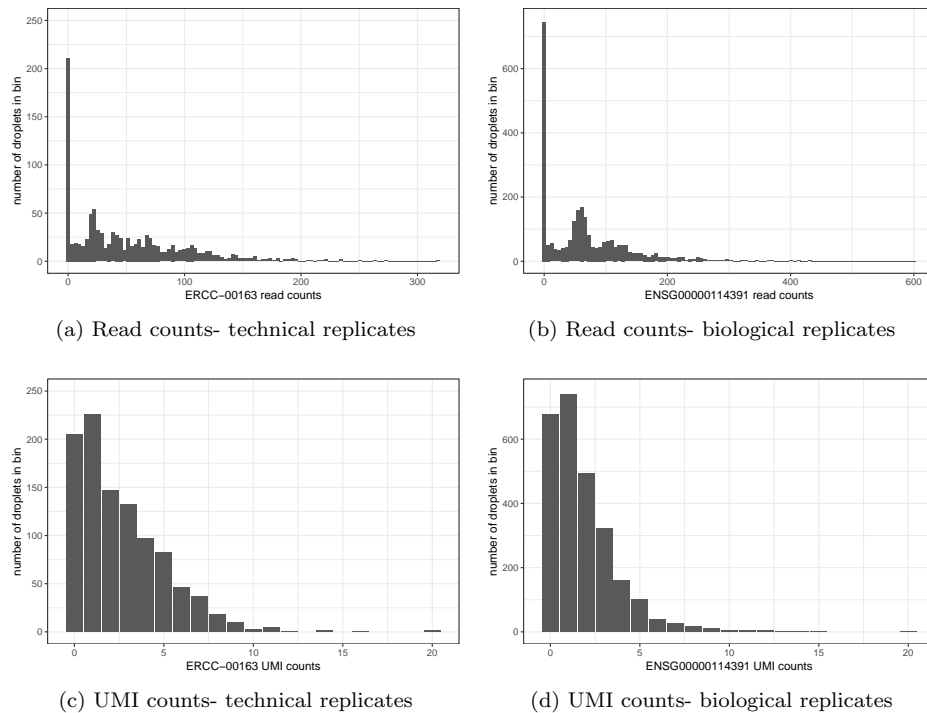 250
200
150
100
50
0
number of droplets in bin
0 100 200 300
ERCC−00163 read counts
(a) Read counts- technical replicates
600
400
200
0
number of droplets in bin
0 200 400 600
ENSG00000114391 read counts
(b) Read counts- biological replicates
250
200
150
100
50
0
number of droplets in bin
0 5 10 15 20
ERCC−00163 UMI counts
(c) UMI counts- technical replicates
600
400
200
0
number of droplets in bin
0 5 10 15 20
ENSG00000114391 UMI counts
(d) UMI counts- biological replicates